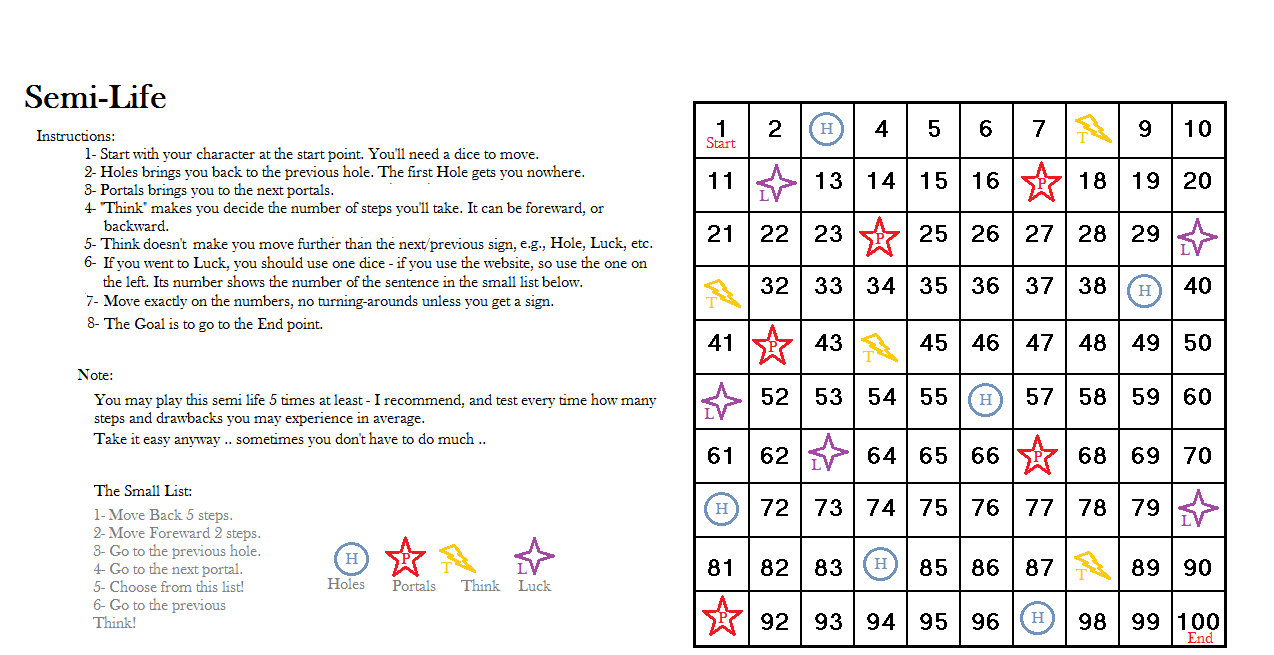 Semi-Life
Instructions:
1- Start with your character at the start point. You'll need a dice to move.
2- Holes brings you back to the previous hole. The first Hole gets you nowhere.
3- Portals brings you to the next portals.
4- "Think" makes you decide the number of steps you'll take. It can be foreward, or
backward.
5- Think doesn't make you move further than the next/previous sign, e.g., Hole, Luck, etc.
6- If you went to Luck, you should use one dice - if you use the website, so use the one on
the left. Its number shows the number of the sentence in the small list below.
7- Move exactly on the numbers, no turning-arounds unless you get a sign.
8- The Goal is to go to the End point.
Note:
You may play this semi life 5 times at least - I recommend, and test every time how many
steps and drawbacks you may experience in average.
Take it easy anyway .. sometimes you don't have to do much ..
The Small List:
1- Move Back 5 steps.
2- Move Foreward 2 steps.
3- Go to the previous hole.
4- Go to the next portal.
5- Choose from this list!
6- Go to the previous
Think!
H P T L
Holes Portals Think Luck
1 2 H 4 5 6 7 T 9 10
Start
11 L 13 14 15 16 P 18 19 20
21 22 23 P 25 26 27 28 29 L
T 32 33 34 35 36 37 38 H 40
41 P 43 T 45 46 47 48 49 50
L 52 53 54 55 H 57 58 59 60
61 62 L 64 65 66 P 68 69 70
H 72 73 74 75 76 77 78 79 L
81 82 83 H 85 86 87 T 89 90
P 92 93 94 95 96 H 98 99 100
End